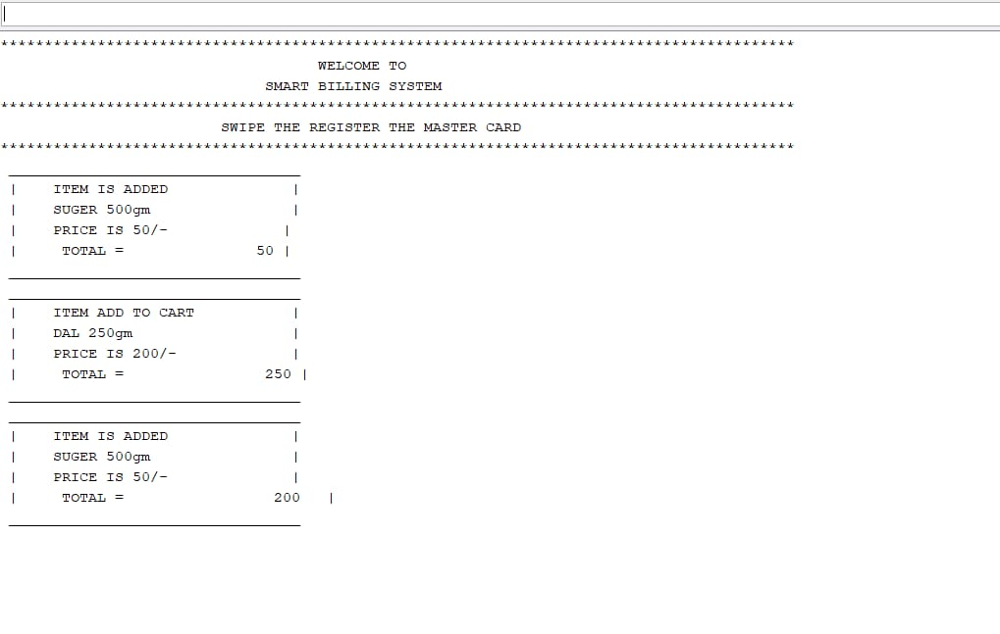 ******************************************************************************************
WELCOME TO
SMART BILLING SYSTEM
******************************************************************************************
SWIPE THE REGISTER THE MASTER CARD
******************************************************************************************
_________________________________
|    ITEM IS ADDED              |
|    SUGER 500gm                |
|    PRICE IS 50/-             |
|     TOTAL =               50 |
_________________________________
_________________________________
|    ITEM ADD TO CART           |
|    DAL 250gm                  |
|    PRICE IS 200/-             |
|     TOTAL =                250 |
_________________________________
_________________________________
|    ITEM IS ADDED              |
|    SUGER 500gm                |
|    PRICE IS 50/-              |
|     TOTAL =                 200   |
_________________________________